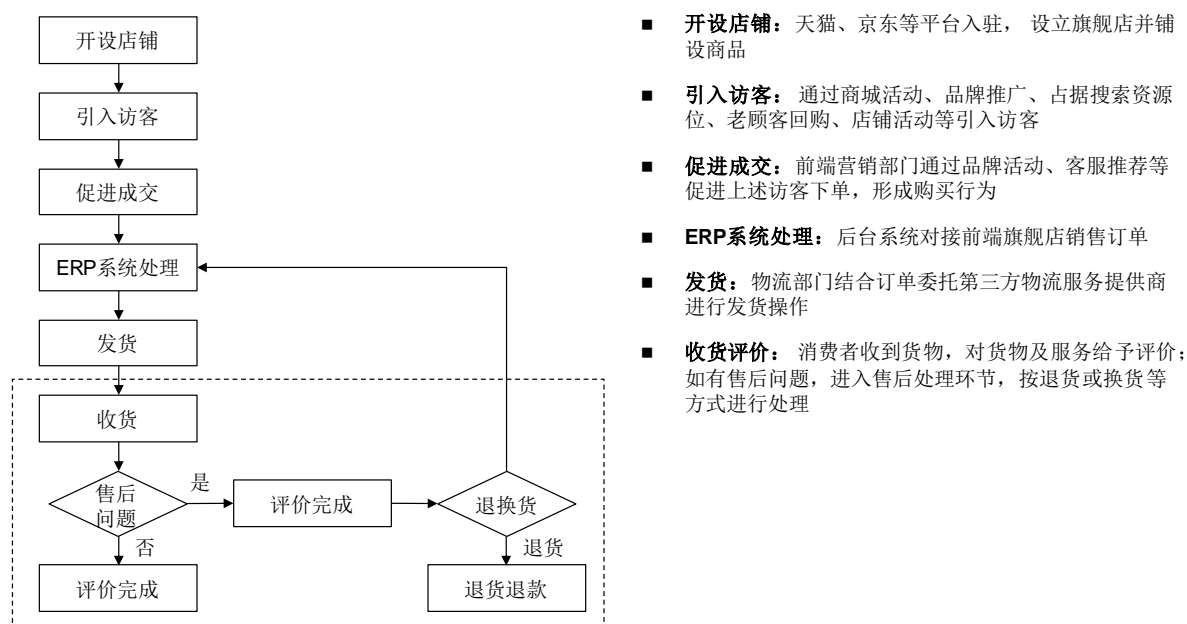 开设店铺
引入访客
促进成交
ERP系统处理
发货
收货
售后
问题
是
评价完成
退换货
否
退货
评价完成
退货退款
■ 开设店铺：天猫、京东等平台入驻， 设立旗舰店并铺
设商品
■ 引入访客： 通过商城活动、品牌推广、占据搜索资源
位、老顾客回购、店铺活动等引入访客
■ 促进成交：前端营销部门通过品牌活动、客服推荐等
促进上述访客下单，形成购买行为
■ ERP系统处理：后台系统对接前端旗舰店销售订单
■ 发货：物流部门结合订单委托第三方物流服务提供商
进行发货操作
■ 收货评价： 消费者收到货物，对货物及服务给予评价；
如有售后问题，进入售后处理环节，按退货或换货等
方式进行处理